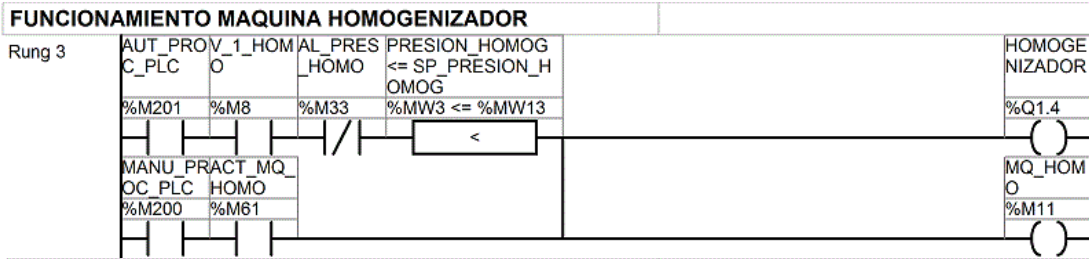 FUNCIONAMIENTO MAQUINA HOMOGENIZADOR
Rung 3
AUT_PRO
C_PLC
V_1_HOM
O
AL_PRES
_HOMO
PRESION_HOMOG
<= SP_PRESION_H
OMOG
HOMOGE
NIZADOR
%M201
%M8
%M33
%MW3 <= %MW13
%Q1.4
<
MANU_PR
OC_PLC
ACT_MQ_
HOMO
MQ_HOM
O
%M200
%M61
%M11